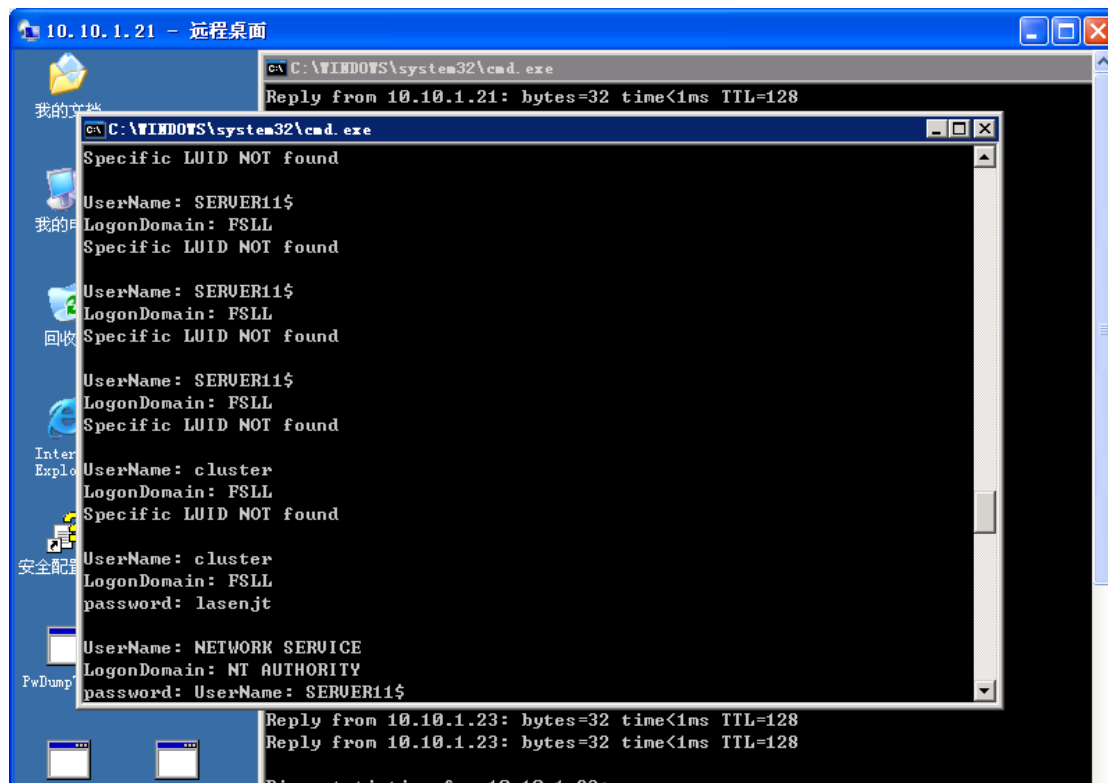 10.10.1.21 - 远程桌面
C:\WINDOWS\system32\cmd.exe
Reply from 10.10.1.21: bytes=32 time<1ms TTL=128
我的文档
C:\WINDOWS\system32\cmd.exe
Specific LUID NOT found
UserName: SERVER11$
我的
LogonDomain: FSLL
Specific LUID NOT found
UserName: SERVER11$
LogonDomain: FSLL
回收
Specific LUID NOT found
UserName: SERVER11$
LogonDomain: FSLL
Specific LUID NOT found
Inter
Explo
UserName: cluster
LogonDomain: FSLL
Specific LUID NOT found
UserName: cluster
安全配
LogonDomain: FSLL
password: lasenjt
UserName: NETWORK SERVICE
LogonDomain: NT AUTHORITY
PwDump
password: UserName: SERVER11$
Reply from 10.10.1.23: bytes=32 time<1ms TTL=128
Reply from 10.10.1.23: bytes=32 time<1ms TTL=128